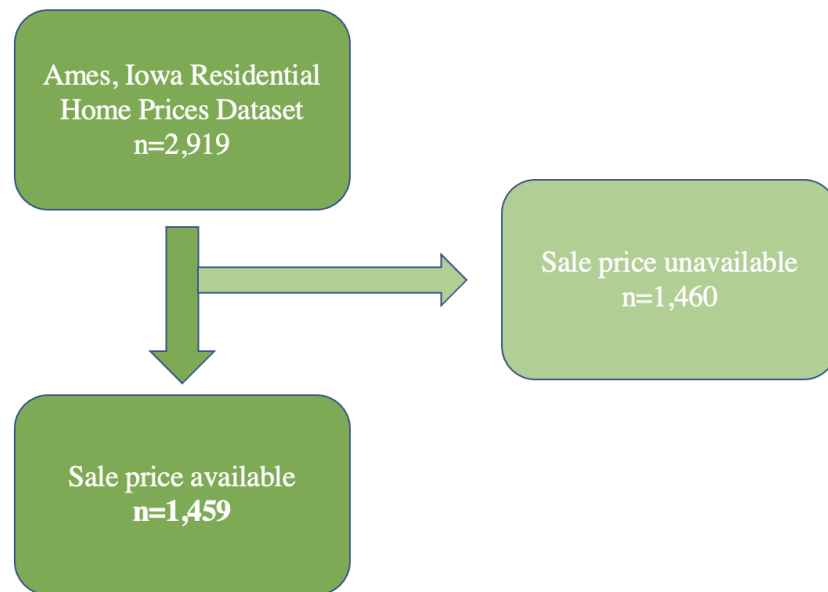 Ames, Iowa Residential
Home Prices Dataset
n=2,919
Sale price unavailable
n=1,460
Sale price available
n=1,459